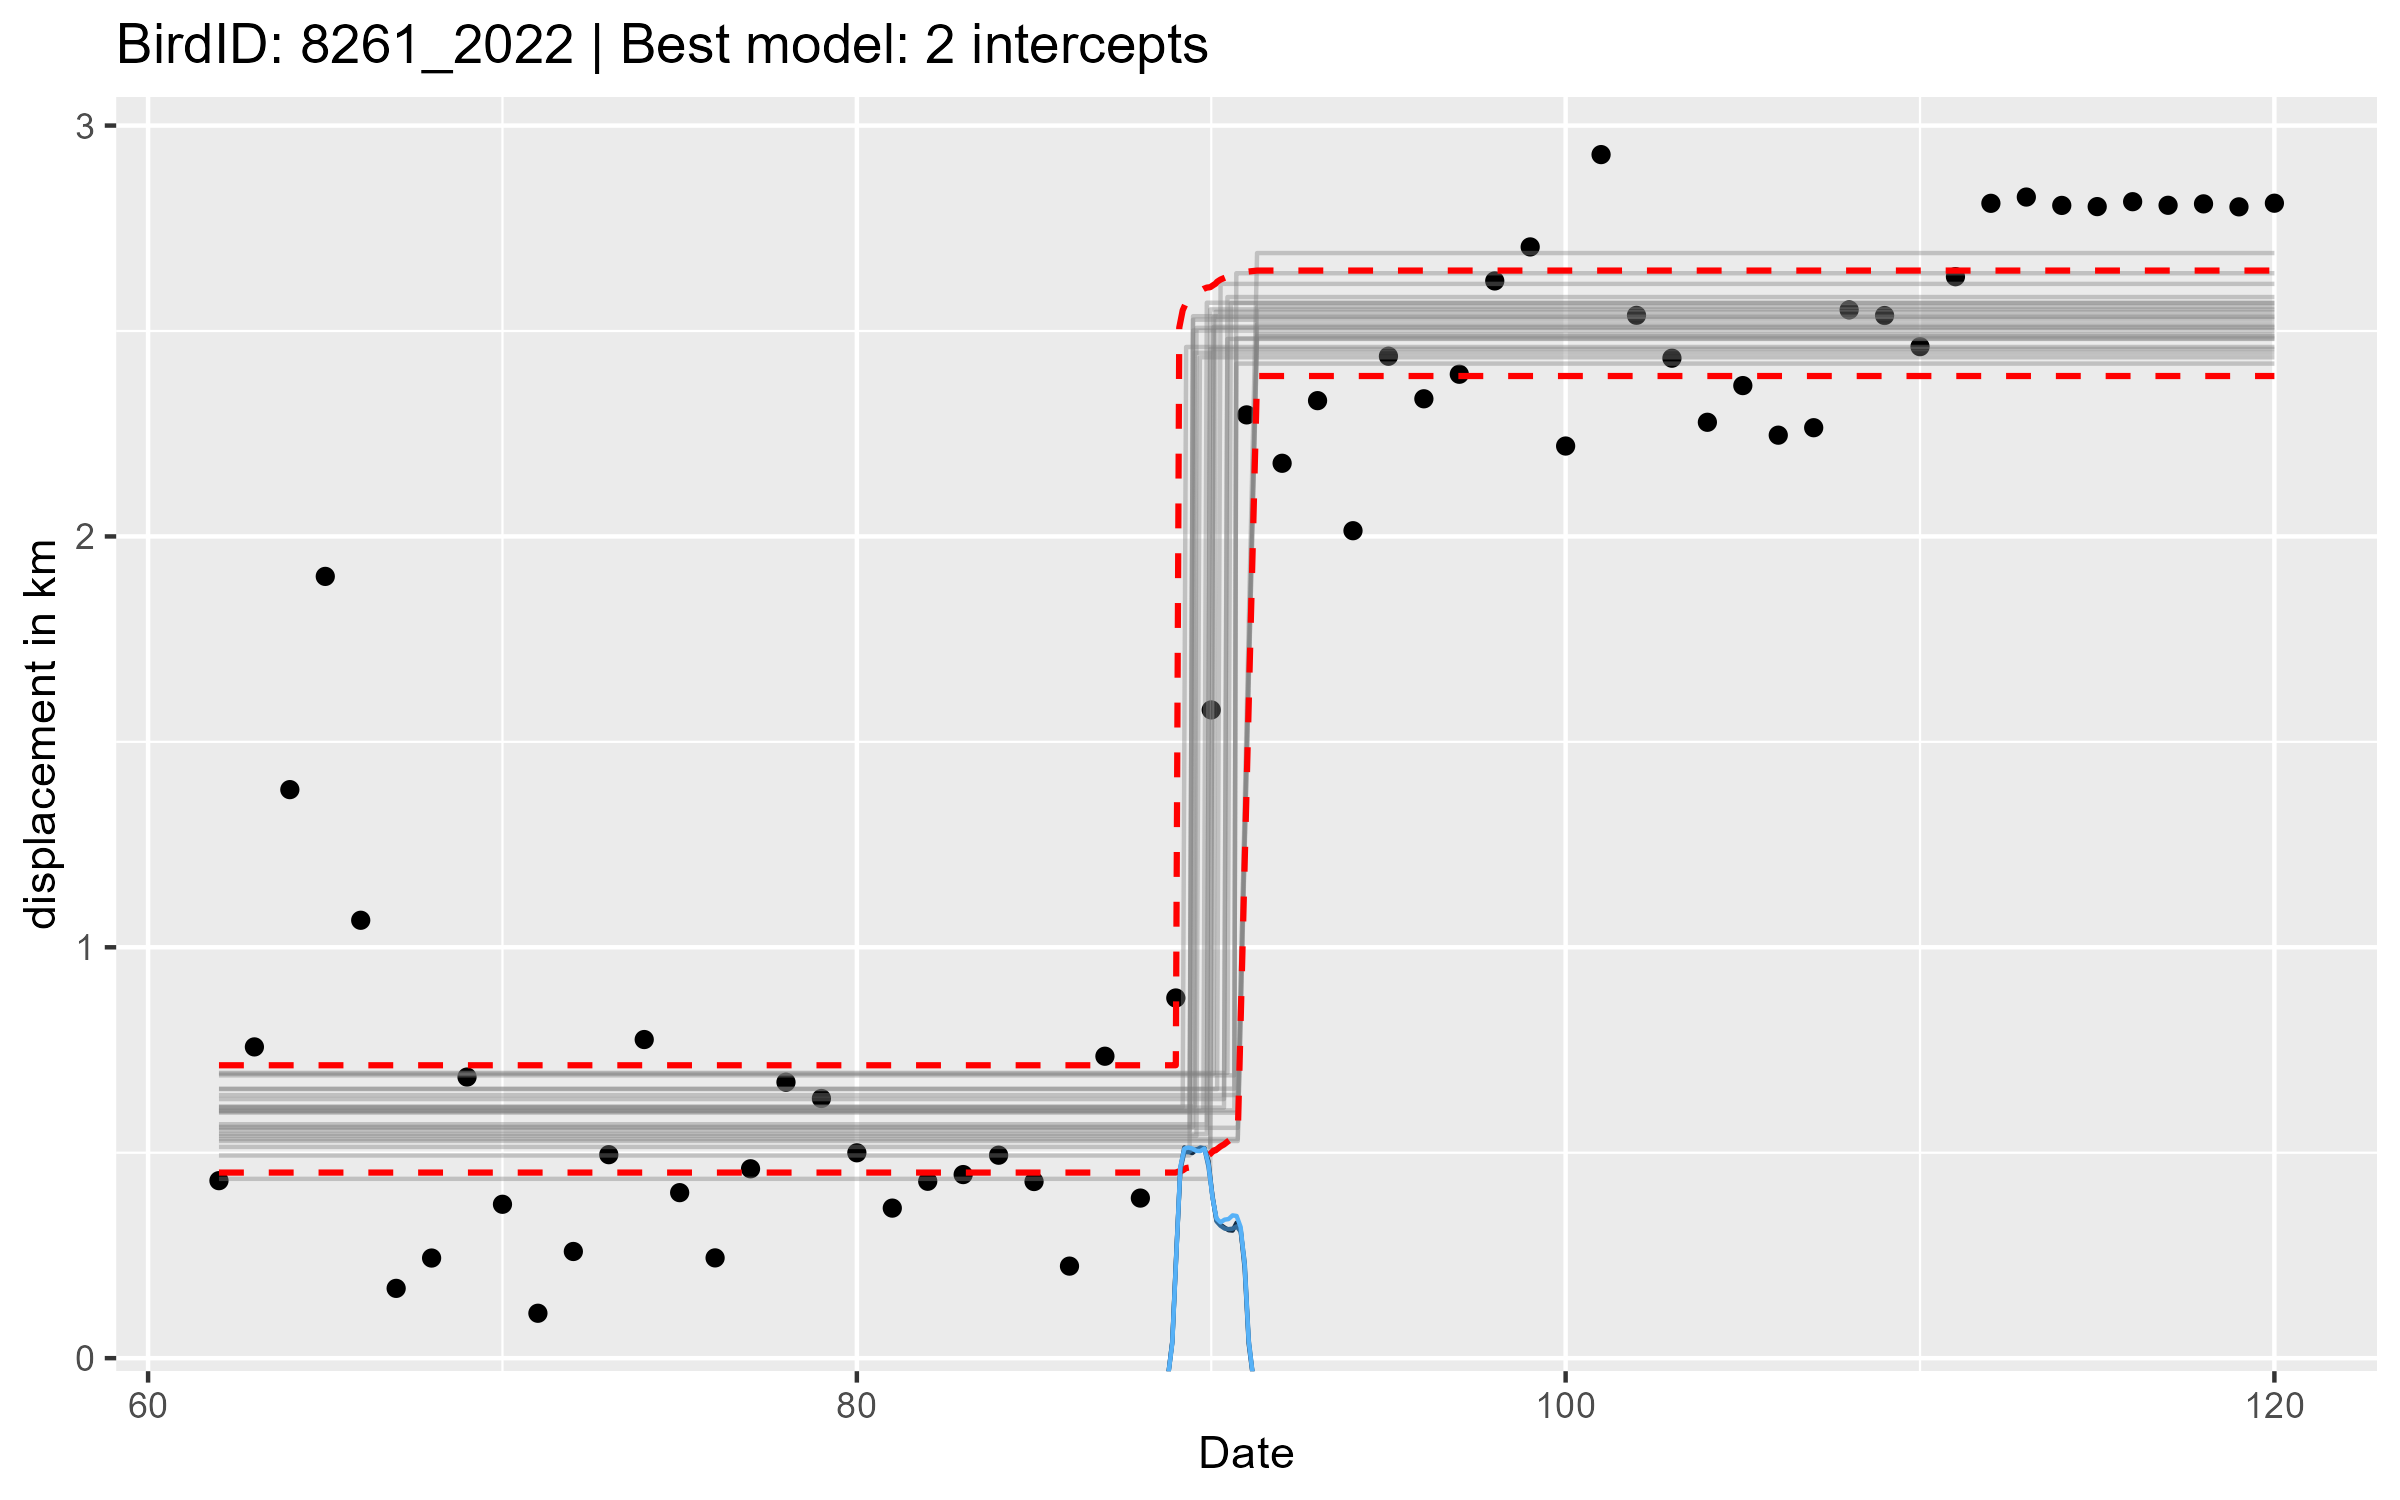 BirdID: 8261_2022 | Best model: 2 intercepts
3
2
1
0
displacement in km
60 80 100 120
Date